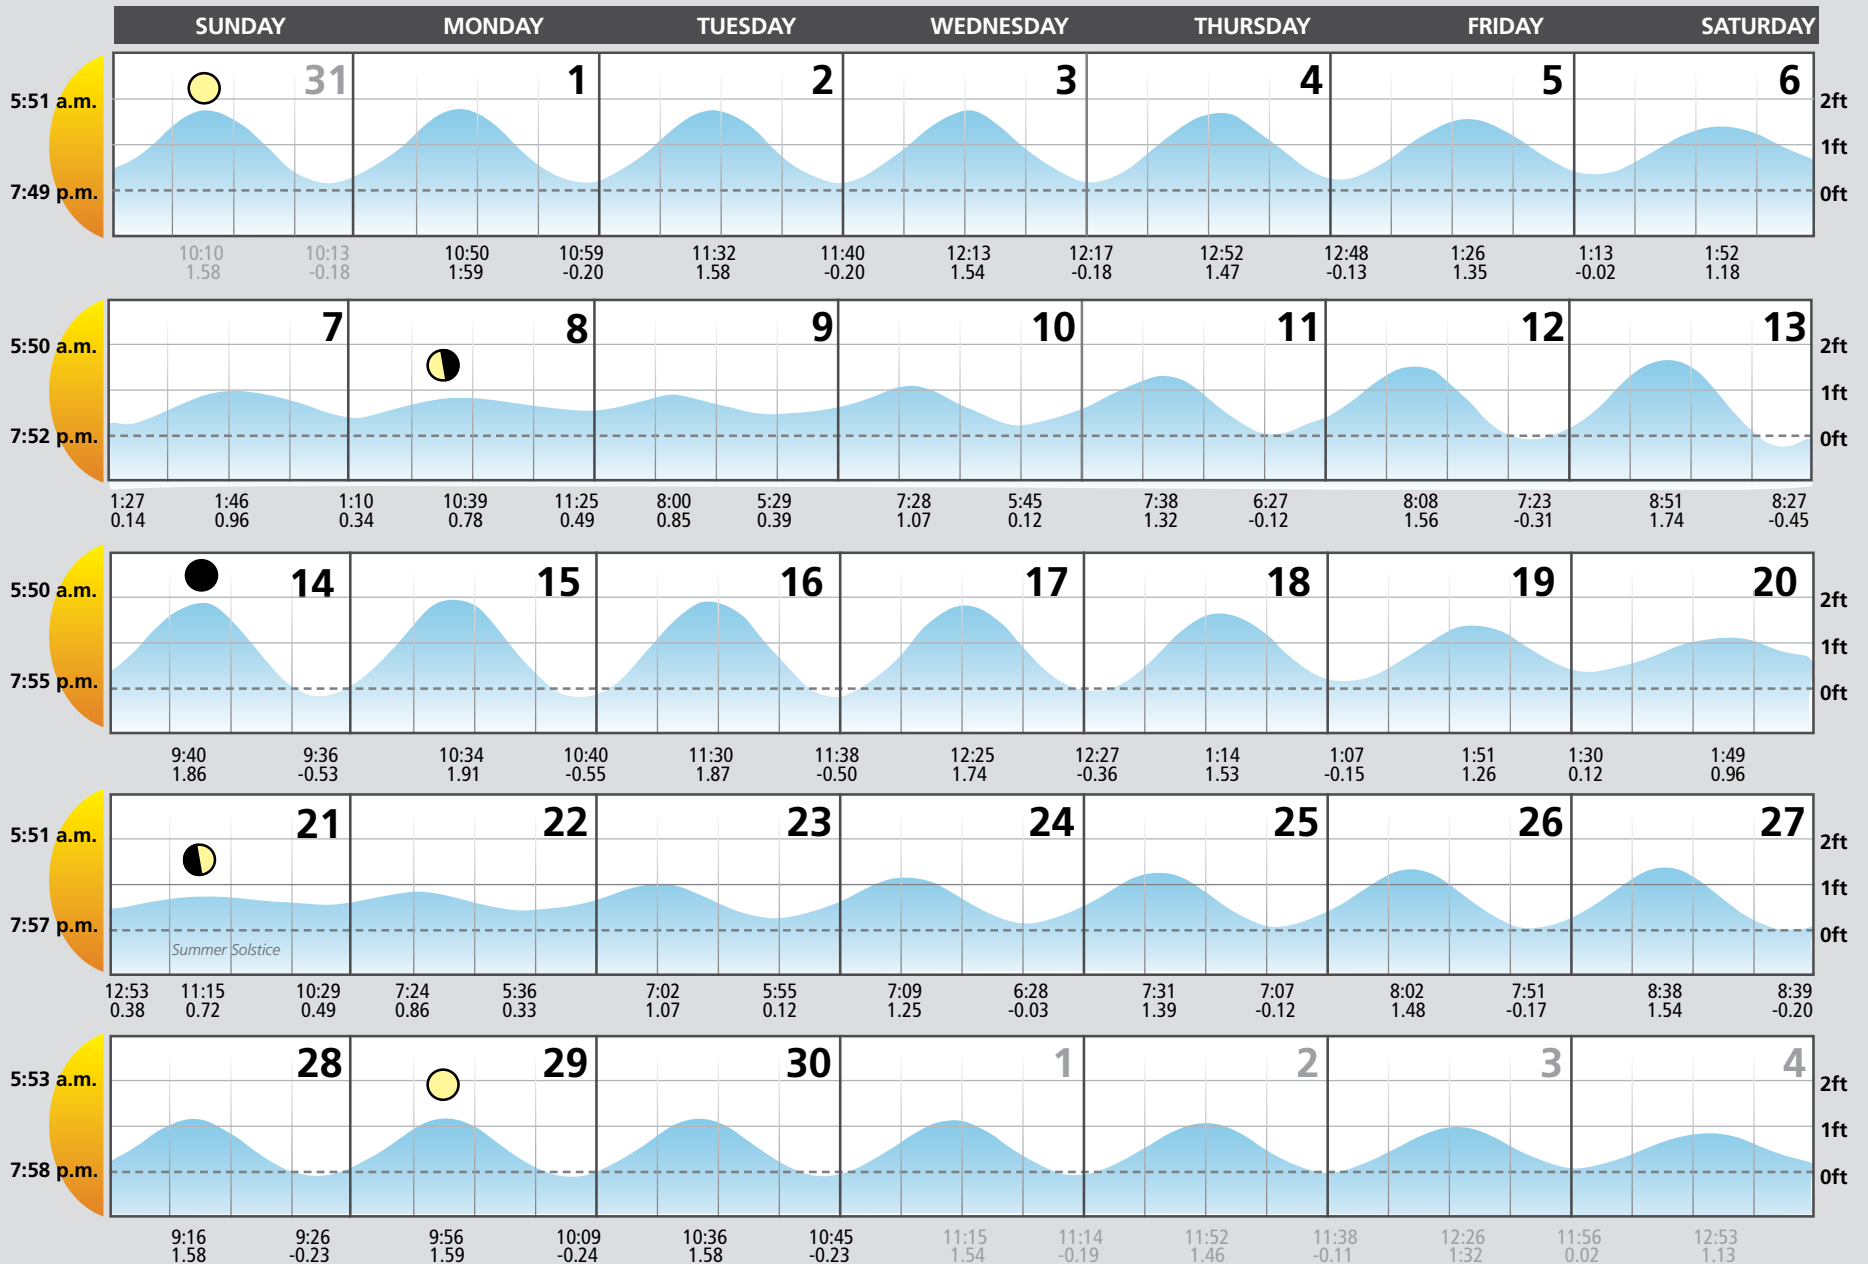 SUNDAY MONDAY TUESDAY WEDNESDAY THURSDAY FRIDAY SATURDAY
31 1 2 3 4 5 6
5:51 a.m. 2ft
1ft
7:49 p.m. 0ft
10:10 10:13 10:50 10:59 11:32 11:40 12:13 12:17 12:52 12:48 1:26 1:13 1:52
1.58 -0.18 1:59 -0.20 1.58 -0.20 1.54 -0.18 1.47 -0.13 1.35 -0.02 1.18
7 8 9 10 11 12 13
5:50 a.m. 2ft
1ft
7:52 p.m. 0ft
1:27 1:46 1:10 10:39 11:25 8:00 5:29 7:28 5:45 7:38 6:27 8:08 7:23 8:51 8:27
0.14 0.96 0.34 0.78 0.49 0.85 0.39 1.07 0.12 1.32 -0.12 1.56 -0.31 1.74 -0.45
14 15 16 17 18 19 20
5:50 a.m. 2ft
1ft
7:55 p.m. 0ft
9:40 9:36 10:34 10:40 11:30 11:38 12:25 12:27 1:14 1:07 1:51 1:30 1:49
1.86 -0.53 1.91 -0.55 1.87 -0.50 1.74 -0.36 1.53 -0.15 1.26 0.12 0.96
21 22 23 24 25 26 27
5:51 a.m. 2ft
1ft
7:57 p.m. 0ft
Summer Solstice
12:53 11:15 10:29 7:24 5:36 7:02 5:55 7:09 6:28 7:31 7:07 8:02 7:51 8:38 8:39
0.38 0.72 0.49 0.86 0.33 1.07 0.12 1.25 -0.03 1.39 -0.12 1.48 -0.17 1.54 -0.20
28 29 30 1 2 3 4
5:53 a.m. 2ft
1ft
7:58 p.m. 0ft
9:16 9:26 9:56 10:09 10:36 10:45 11:15 11:14 11:52 11:38 12:26 11:56 12:53
1.58 -0.23 1.59 -0.24 1.58 -0.23 1.54 -0.19 1.46 -0.11 1:32 0.02 1.13